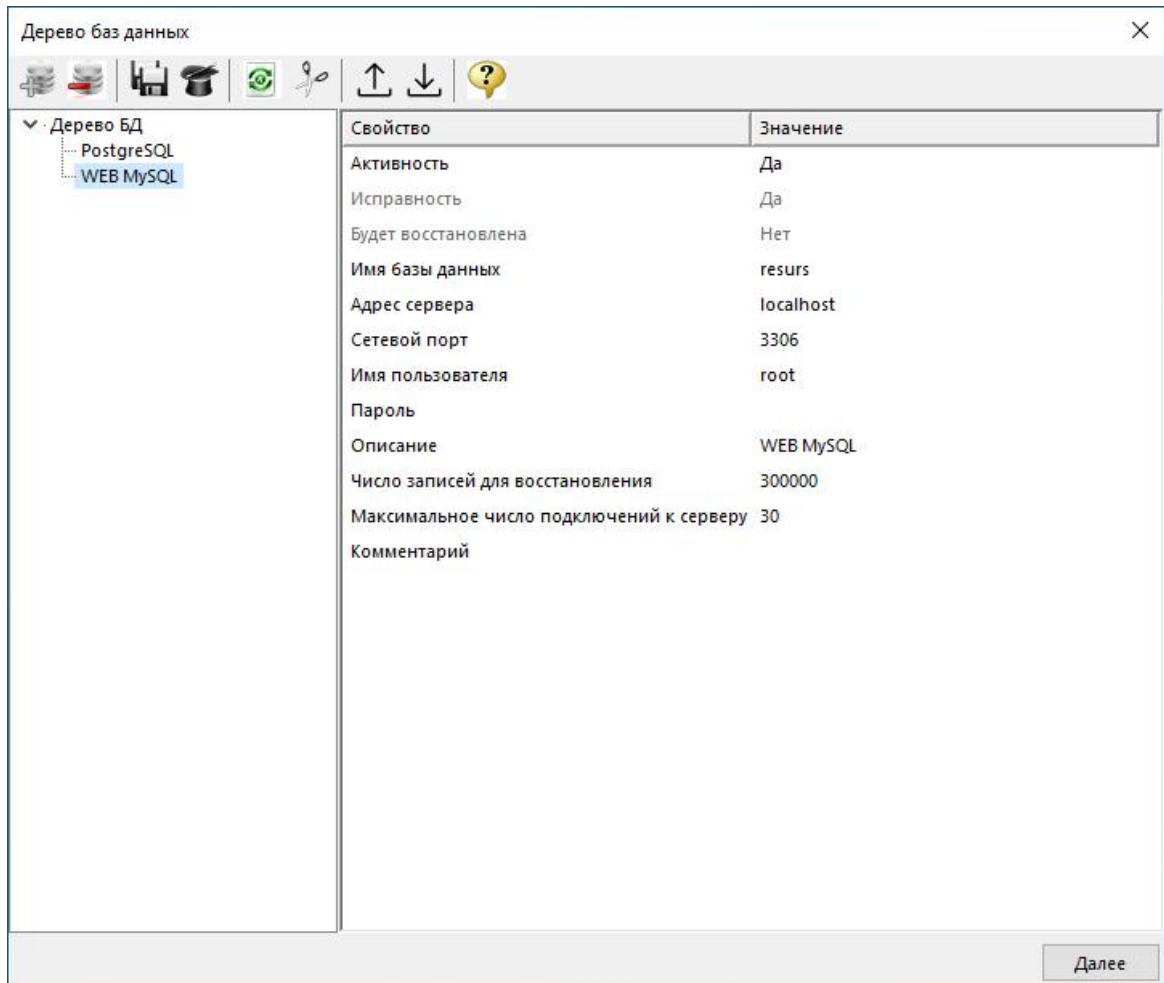 Дерево баз данных
Дерево БД
PostgreSQL
WEB MySQL
Свойство Значение
Активность Да
Исправность Да
Будет восстановлена Нет
Имя базы данных resurs
Адрес сервера localhost
Сетевой порт 3306
Имя пользователя root
Пароль
Описание WEB MySQL
Число записей для восстановления 300000
Максимальное число подключений к серверу 30
Комментарий
Далее